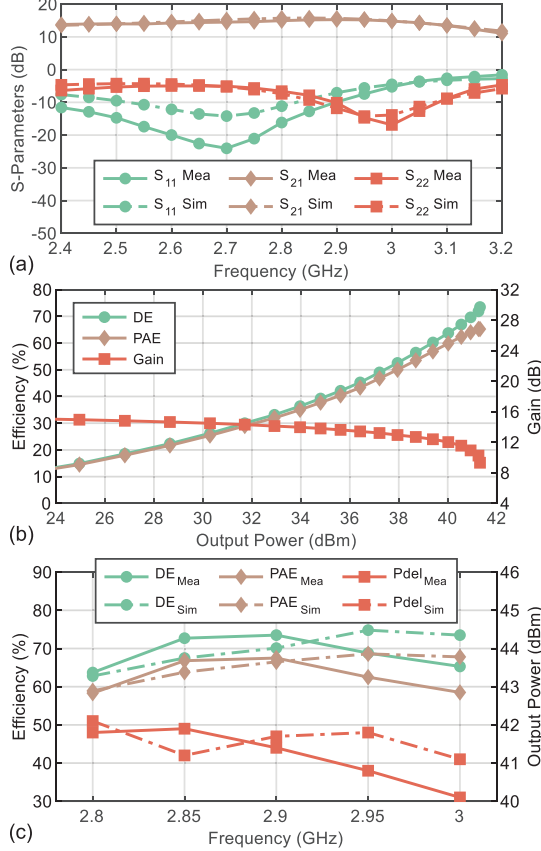 20
10
0
-10
-20
-30
-40
-50
S-Parameters (dB)
S11 Mea
S21 Mea
S22 Mea
S11 Sim
S21 Sim
S22 Sim
2.4 2.5 2.6 2.7 2.8 2.9 3 3.1 3.2
(a)
Frequency (GHz)
80
70
60
50
40
30
20
10
0
Efficiency (%)
DE
PAE
Gain
32
28
24
20
16
12
8
4
Gain (dB)
24 26 28 30 32 34 36 38 40 42
(b)
Output Power (dBm)
90
80
70
60
50
40
30
Efficiency (%)
DEMea
PAEMea
PdelMea
DESim
PAESim
PdelSim
46
45
44
43
42
41
40
Output Power (dBm)
2.8 2.85 2.9 2.95 3
(c)
Frequency (GHz)